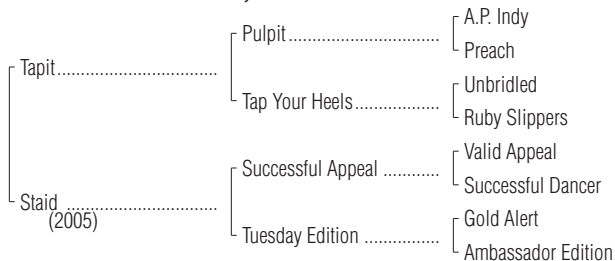 A.P. Indy
Pulpit
Preach
Tapit
Unbridled
Tap Your Heels
Ruby Slippers
Valid Appeal
Successful Appeal
Successful Dancer
Staid
(2005)
Gold Alert
Tuesday Edition
Ambassador Edition